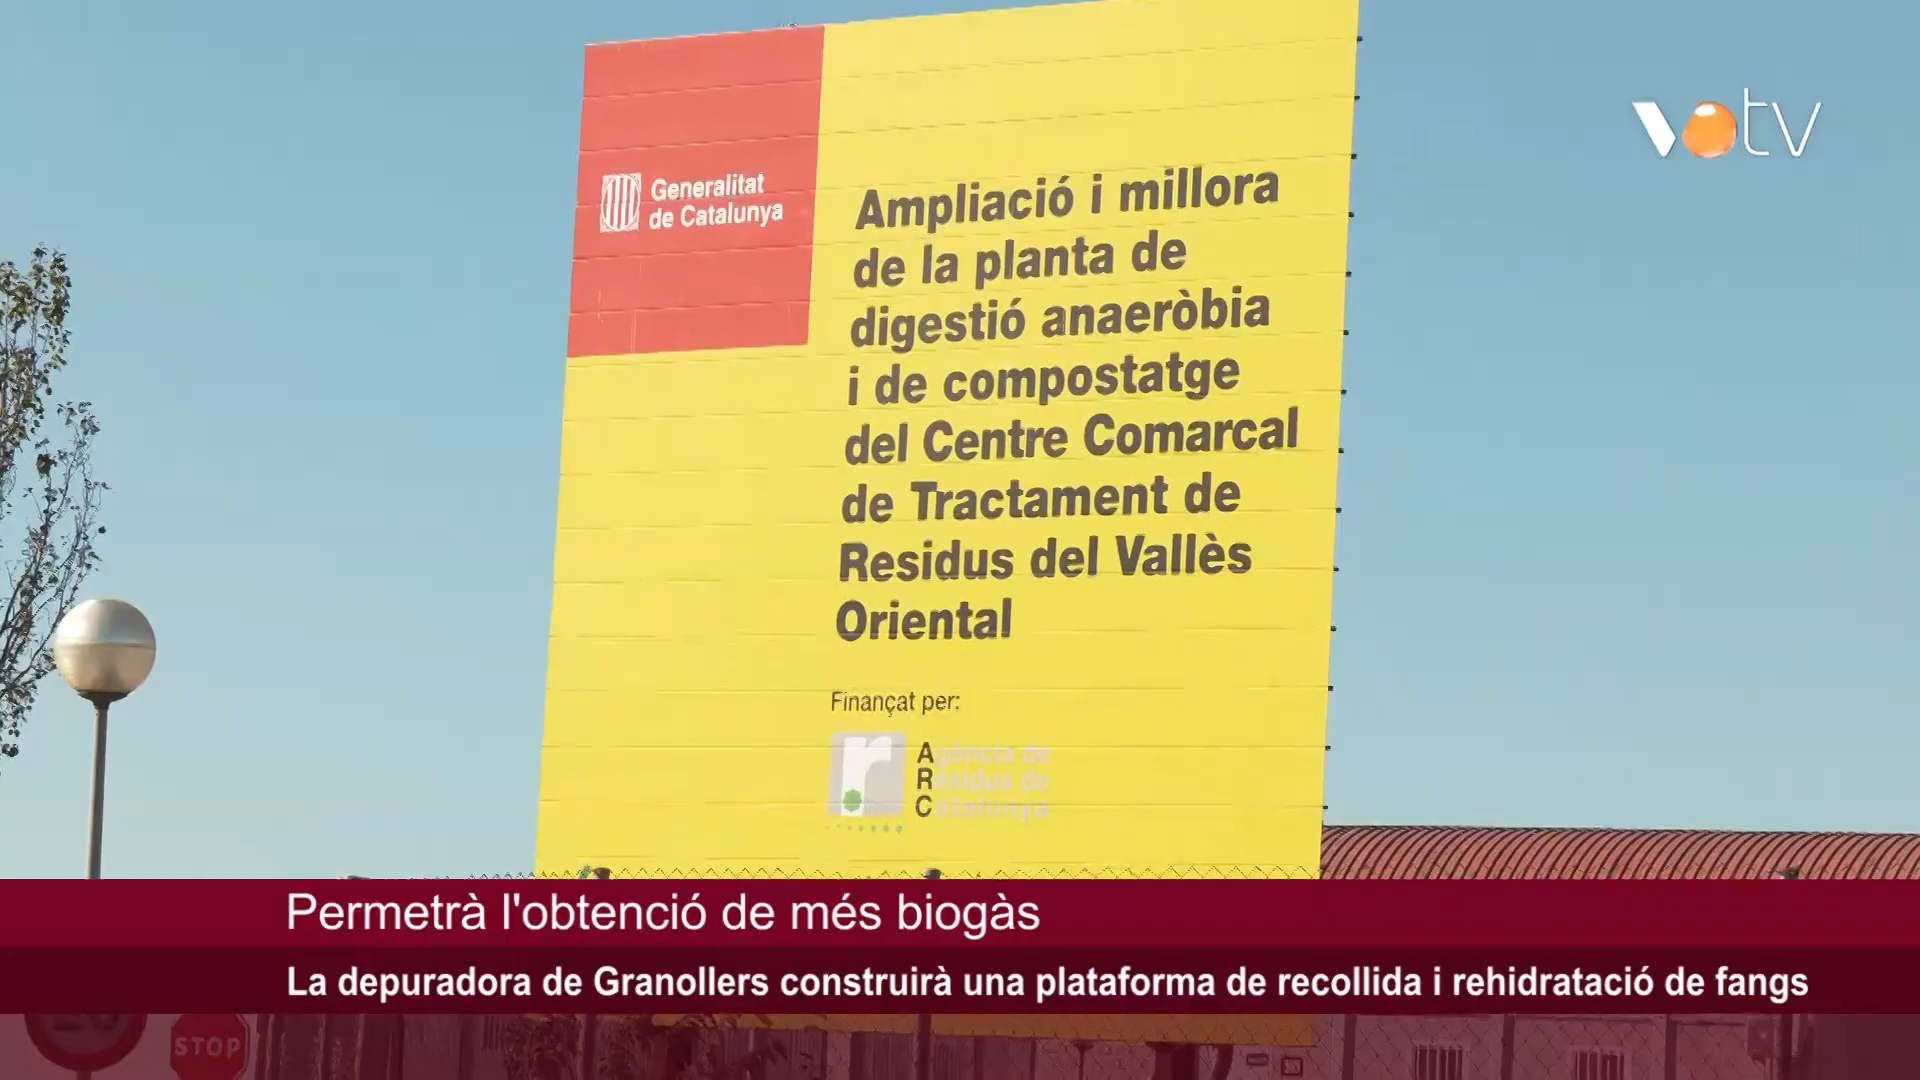 votv
Generalitat
de Catalunya
Ampliació i millora
de la planta de
digestió anaeròbia
i de compostatge
del Centre Comarcal
de Tractament de
Residus del Vallès
Oriental
Finançat per:
Agència de
Residus de
Catalunya
Permetrà l'obtenció de més biogàs
La depuradora de Granollers construirà una plataforma de recollida i rehidratació de fangs
STOP